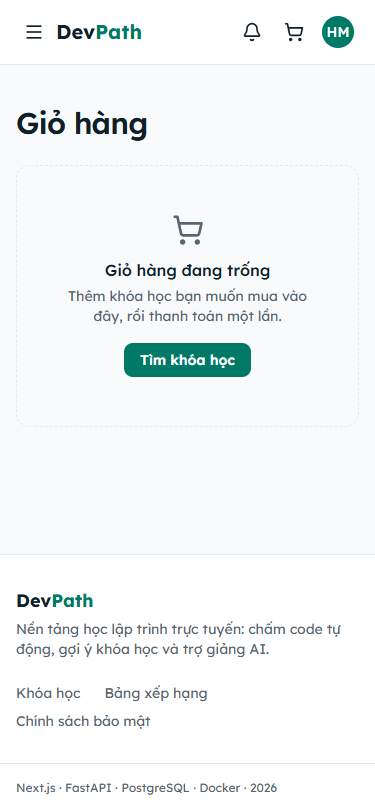 DevPath
HM
Giỏ hàng
Giỏ hàng đang trống
Thêm khóa học bạn muốn mua vào
đây, rồi thanh toán một lần.
Tìm khóa học
DevPath
Nền tảng học lập trình trực tuyến: chấm code tự
động, gợi ý khóa học và trợ giảng AI.
Khóa học Bảng xếp hạng
Chính sách bảo mật
Next.js · FastAPI · PostgreSQL · Docker · 2026